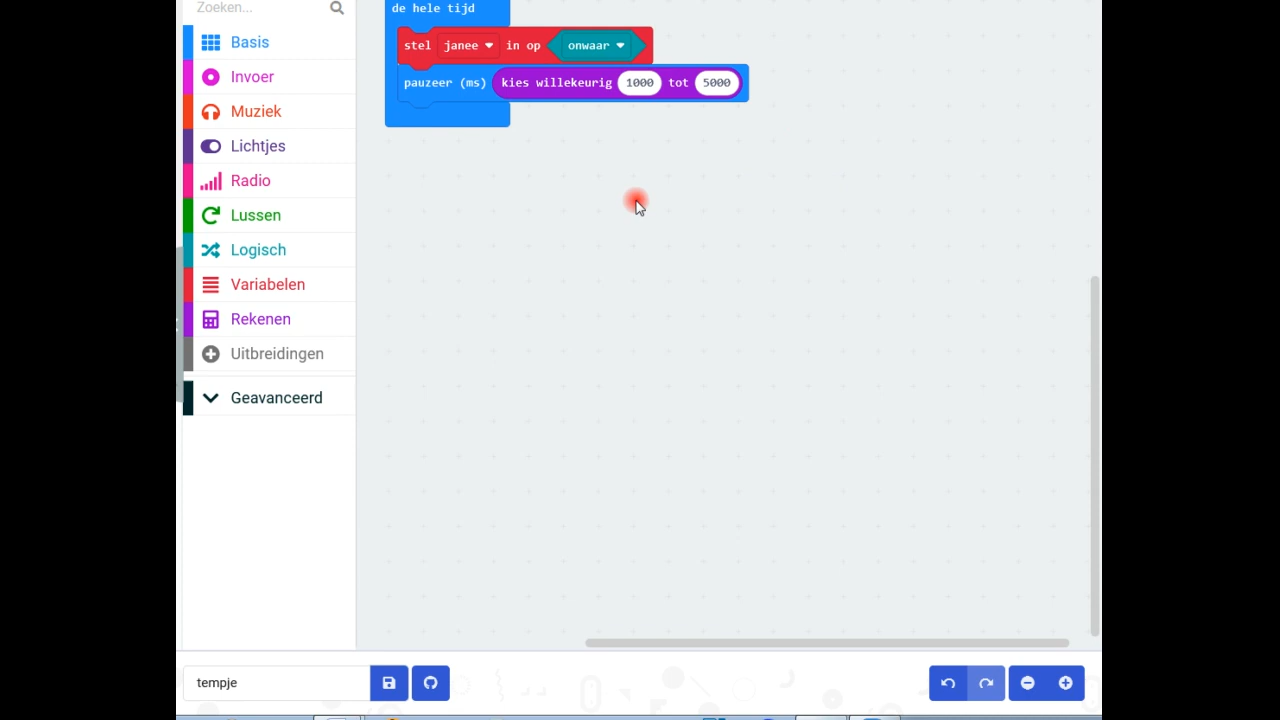 Zoeken...
de hele tijd
stel janee in op onwaar
pauzeer (ms) kies willekeurig 1000 tot 5000
Basis
Invoer
Muziek
Lichtjes
Radio
Lussen
Logisch
Variabelen
Rekenen
Uitbreidingen
Geavanceerd
tempje